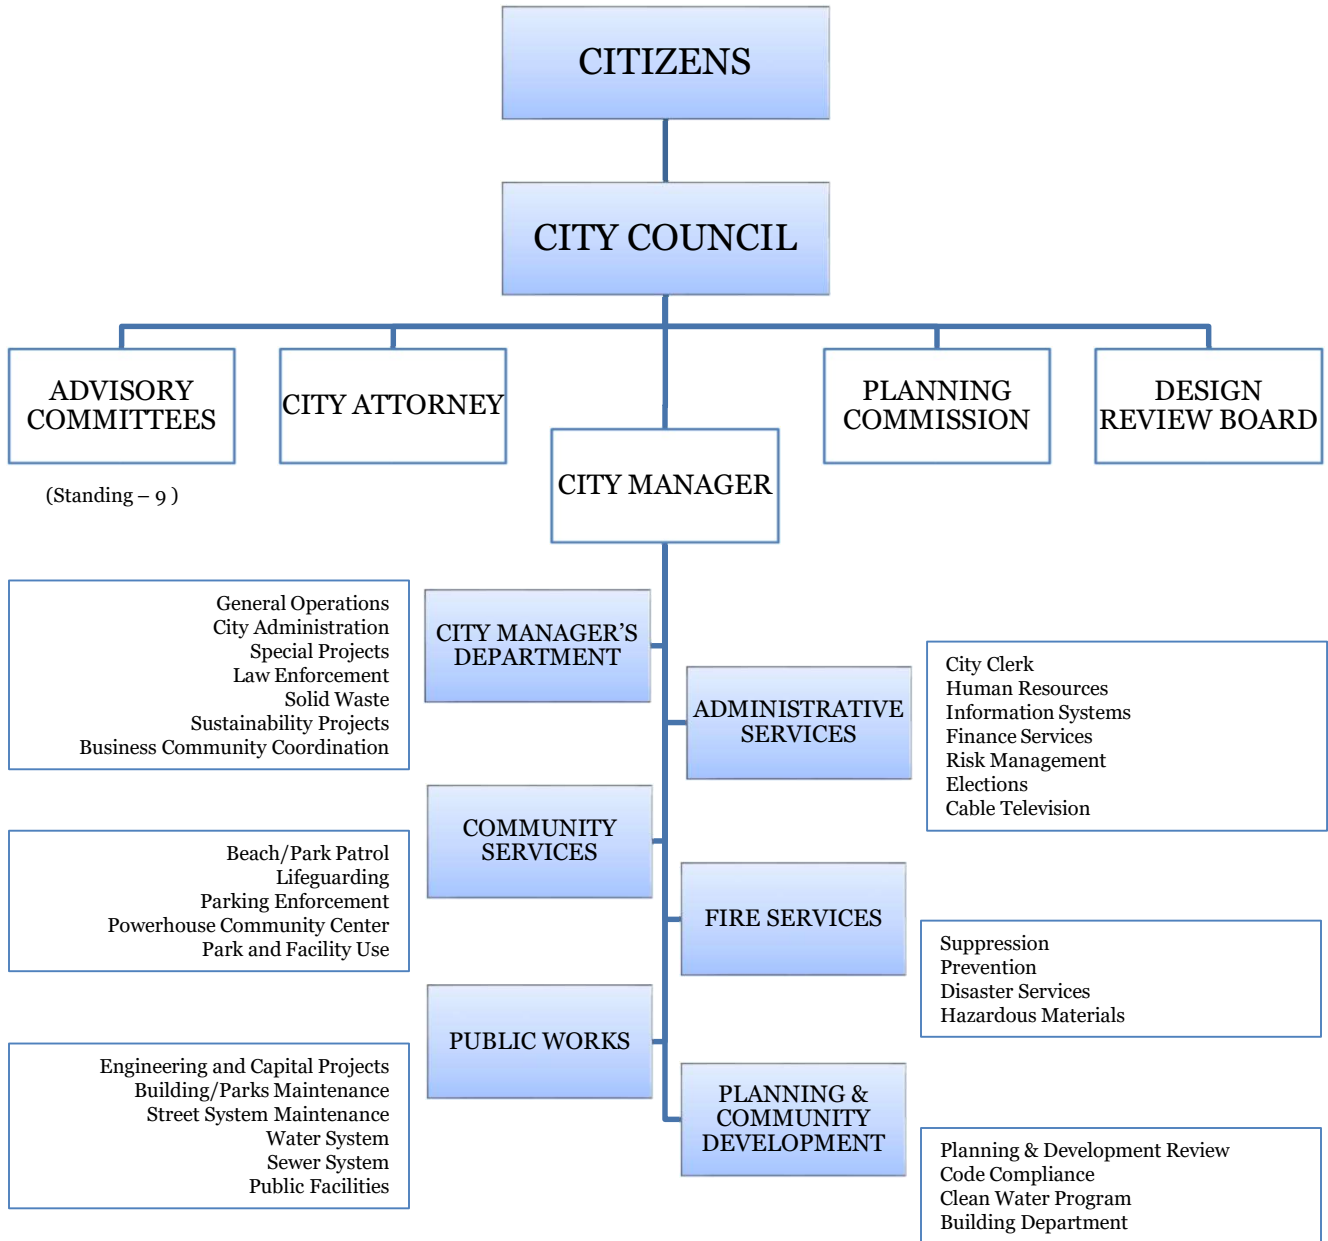 CITIZENS
CITY COUNCIL
ADVISORY
COMMITTEES
CITY ATTORNEY
PLANNING
COMMISSION
DESIGN
REVIEW BOARD
(Standing – 9 )
CITY MANAGER
General Operations
City Administration
Special Projects
Law Enforcement
Solid Waste
Sustainability Projects
Business Community Coordination
CITY MANAGER’S
DEPARTMENT
ADMINISTRATIVE
SERVICES
City Clerk
Human Resources
Information Systems
Finance Services
Risk Management
Elections
Cable Television
COMMUNITY
SERVICES
Beach/Park Patrol
Lifeguarding
Parking Enforcement
Powerhouse Community Center
Park and Facility Use
FIRE SERVICES
Suppression
Prevention
Disaster Services
Hazardous Materials
PUBLIC WORKS
Engineering and Capital Projects
Building/Parks Maintenance
Street System Maintenance
Water System
Sewer System
Public Facilities
PLANNING &
COMMUNITY
DEVELOPMENT
Planning & Development Review
Code Compliance
Clean Water Program
Building Department